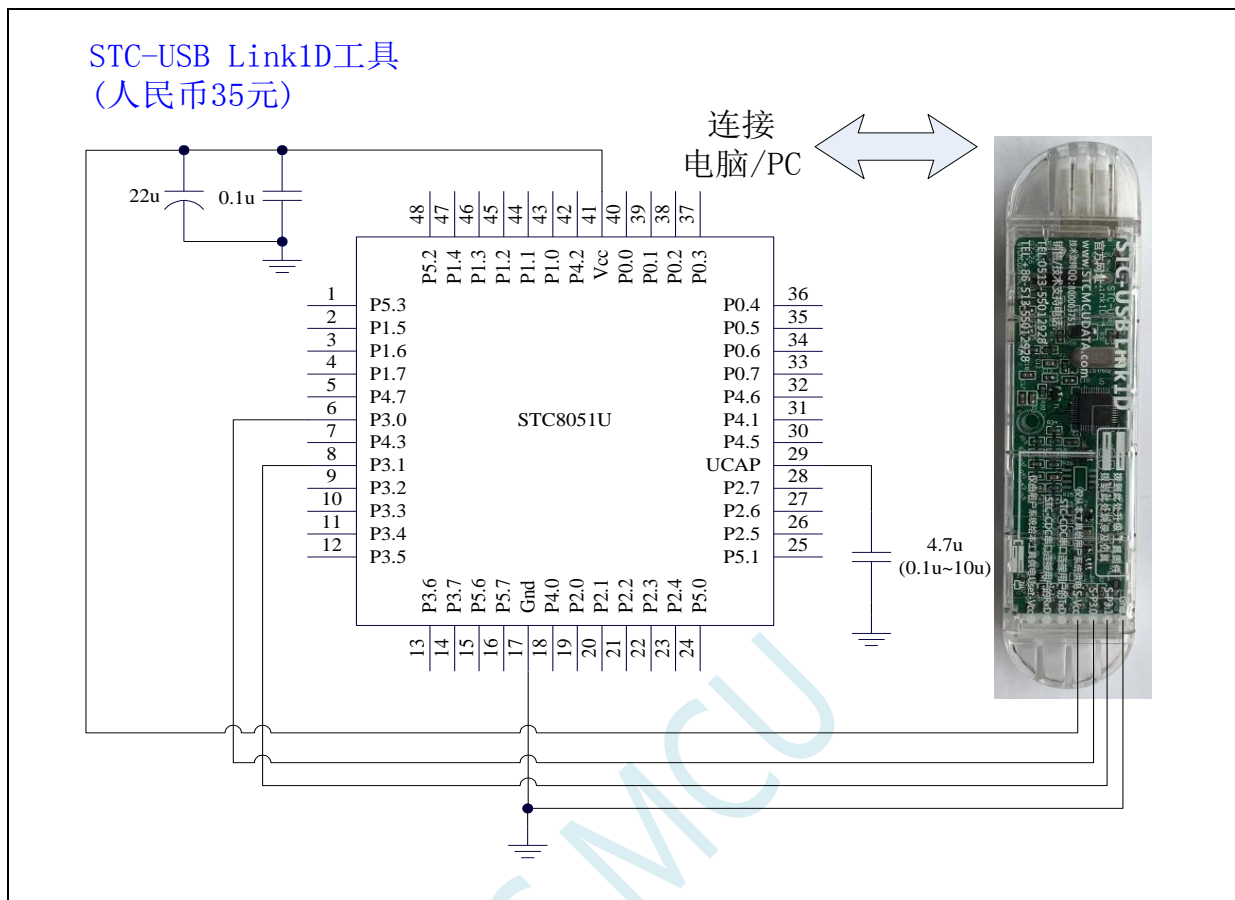 STC-USB Link1D工具
(人民币35元)
连接
电脑/PC
22u
0.1u
48 47 46 45 44 43 42 41 40 39 38 37
P5.2 P1.4 P1.3 P1.2 P1.1 P1.0 P4.2 Vcc P0.0 P0.1 P0.2 P0.3
1 P5.3
2 P1.5
3 P1.6
4 P1.7
5 P4.7
6 P3.0
7 P4.3
8 P3.1
9 P3.2
10 P3.3
11 P3.4
12 P3.5
STC8051U
P0.4 36
P0.5 35
P0.6 34
P0.7 33
P4.6 32
P4.1 31
P4.5 30
UCAP 29
P2.7 28
P2.6 27
P2.5 26
P5.1 25
P3.6 P3.7 P5.6 P5.7 Gnd P4.0 P2.0 P2.1 P2.2 P2.3 P2.4 P5.0
13 14 15 16 17 18 19 20 21 22 23 24
4.7u
(0.1u~10u)
STC-USB LINK1D
www.STCMCUDATA.com
TEL:0513-55012928
TEL:+86-513-55012928
MCU